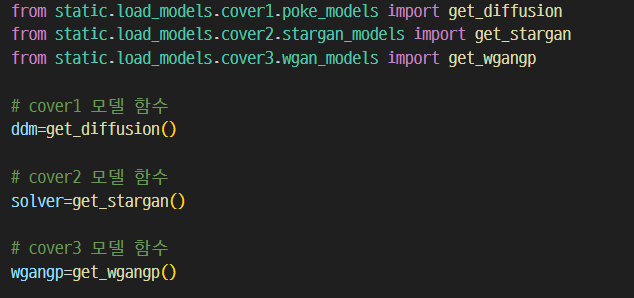 from static.load_models.cover1.poke_models import get_diffusion
from static.load_models.cover2.stargan_models import get_stargan
from static.load_models.cover3.wgan_models import get_wgangp
# cover1 모델 함수
ddm=get_diffusion()
# cover2 모델 함수
solver=get_stargan()
# cover3 모델 함수
wgangp=get_wgangp()